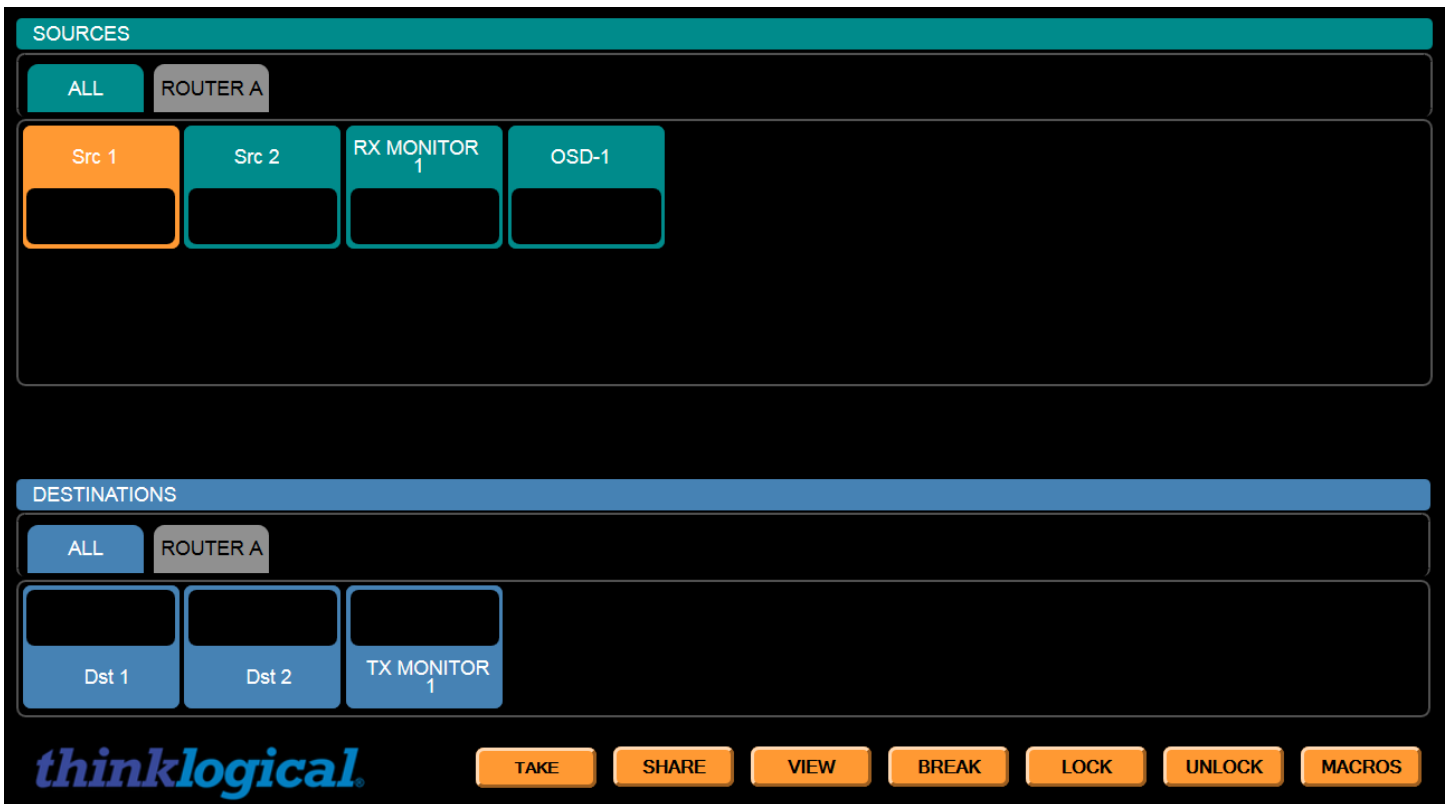 SOURCES
ALL ROUTER A
Src 1 Src 2 RX MONITOR 1 OSD-1
DESTINATIONS
ALL ROUTER A
Dst 1 Dst 2 TX MONITOR 1
thinklogical® TAKE SHARE VIEW BREAK LOCK UNLOCK MACROS